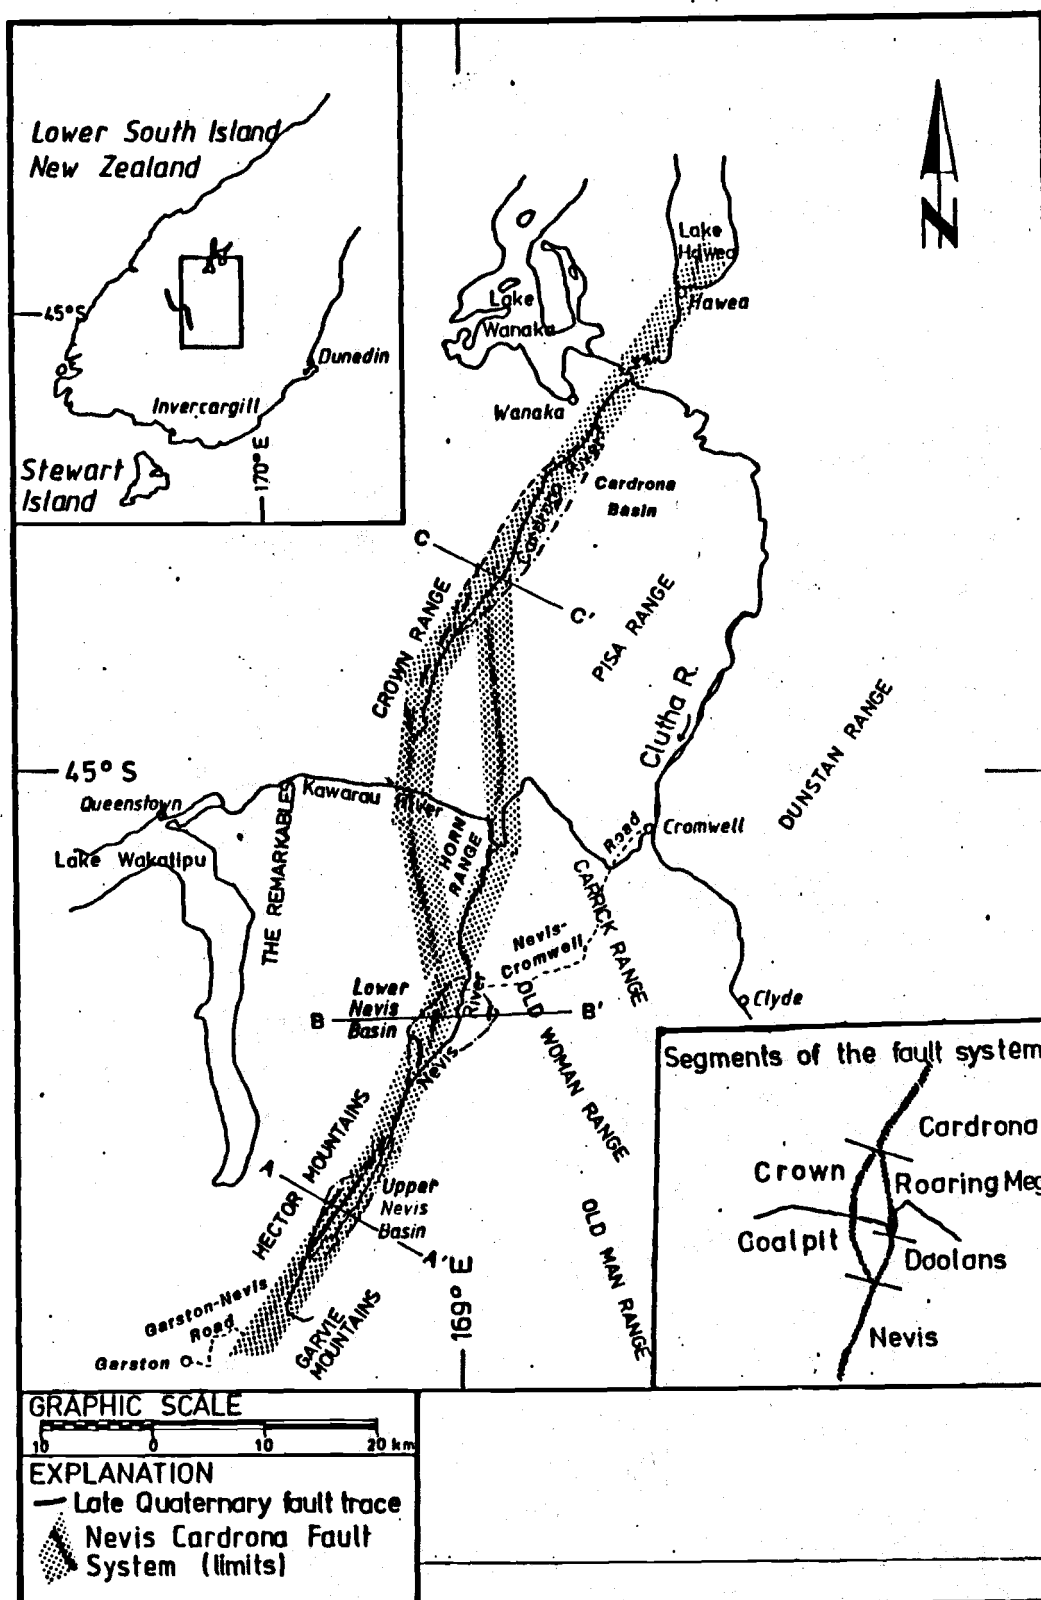 Lower South Island
New Zealand
45°S
Dunedin
Invercargill
Stewart
Island
170° E
N
Lake
Hawea
Hawea
Lake
Wanaka
Wanaka
Cardrona River
Cardrona
Basin
C
C'
CROWN RANGE
PISA RANGE
Clutha R.
DUNSTAN RANGE
45° S
Queenstown
Kawarau River
Lake Wakatipu
THE REMARKABLES
HORN
RANGE
Road
Cromwell
CARRICK RANGE
Nevis-
Cromwell
Clyde
Lower
Nevis
Basin
B
B'
River
Nevis
OLD WOMAN RANGE
HECTOR MOUNTAINS
A
Upper
Nevis
Basin
A'
OLD MAN RANGE
Garston-Nevis
Road
Garston
GARVIE
MOUNTAINS
169° E
Segments of the fault system
Cardrona
Crown
Roaring Meg
Coalpit
Doolans
Nevis
GRAPHIC SCALE
10 0 10 20 km
EXPLANATION
Late Quaternary fault trace
Nevis Cardrona Fault
System (limits)